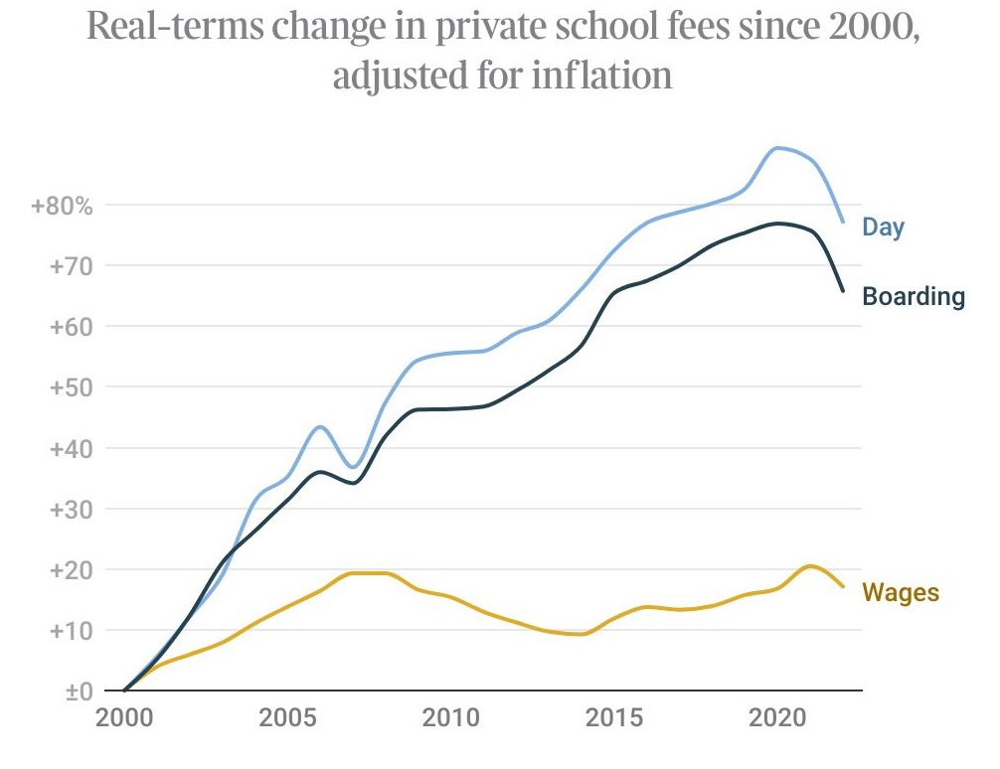 Real-terms change in private school fees since 2000,
adjusted for inflation
+80%
Day
+70
Boarding
+60
+50
+40
+30
+20
Wages
+10
±0
2000 2005 2010 2015 2020